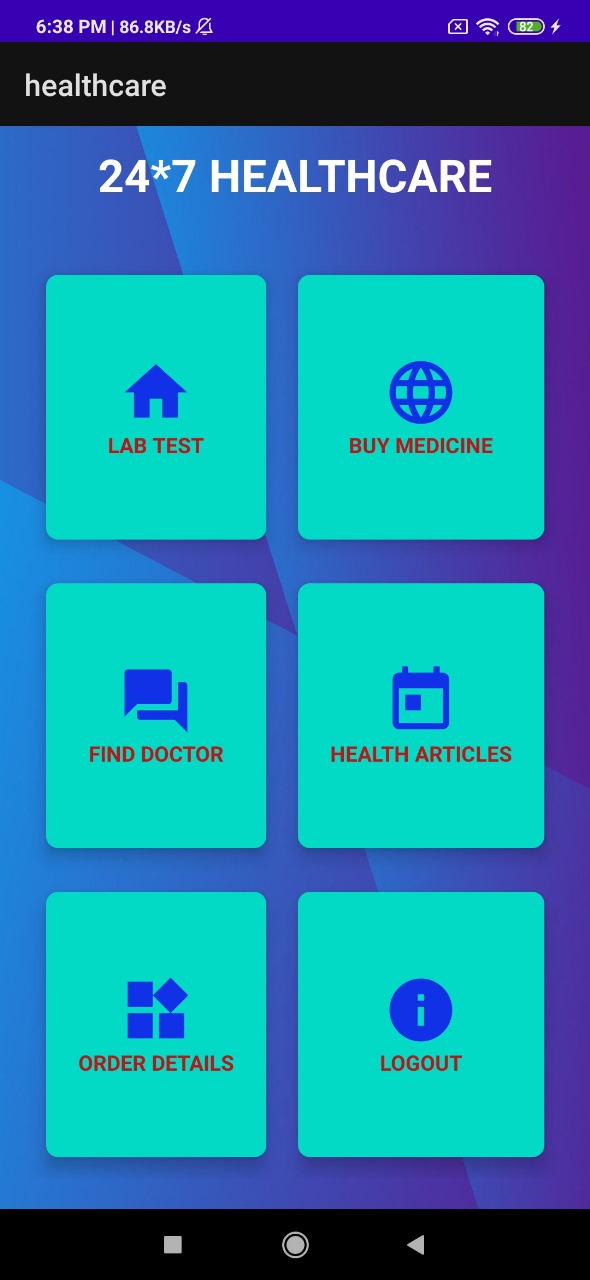 6:38 PM | 86.8KB/s
82
healthcare
24*7 HEALTHCARE
LAB TEST
BUY MEDICINE
FIND DOCTOR
HEALTH ARTICLES
ORDER DETAILS
LOGOUT